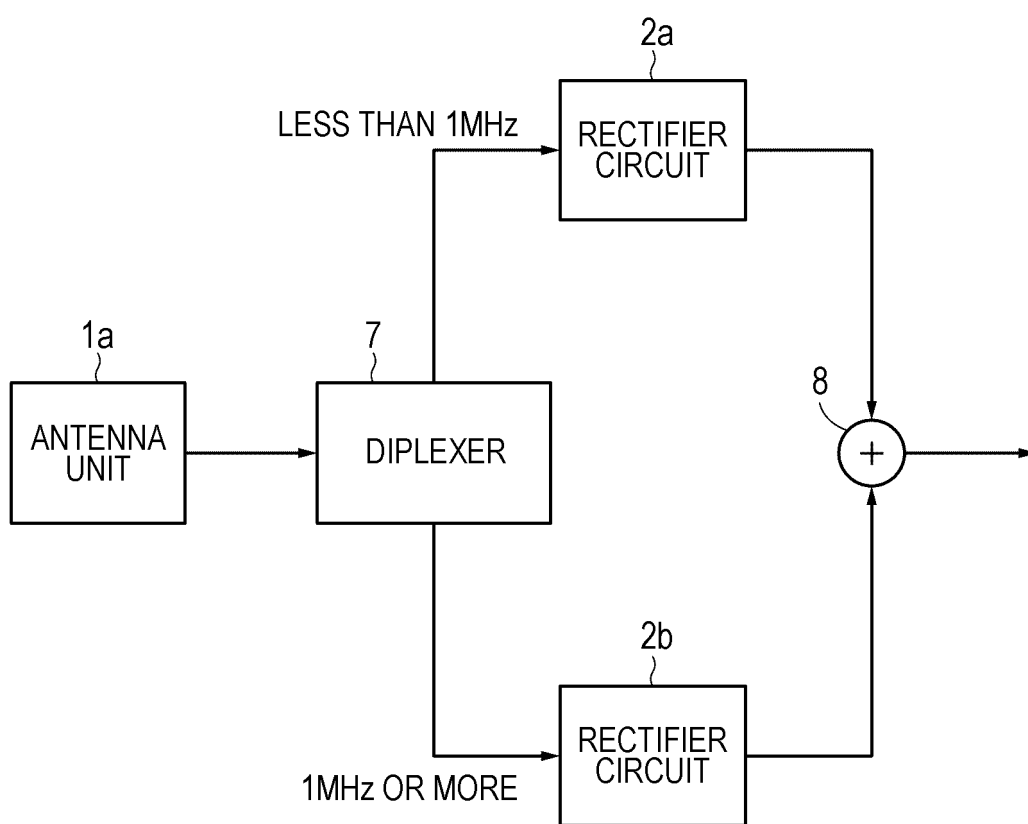 2a
LESS THAN 1MHz
RECTIFIER
CIRCUIT
1a
7
8
ANTENNA
UNIT
DIPLEXER
+
2b
RECTIFIER
CIRCUIT
1MHz OR MORE